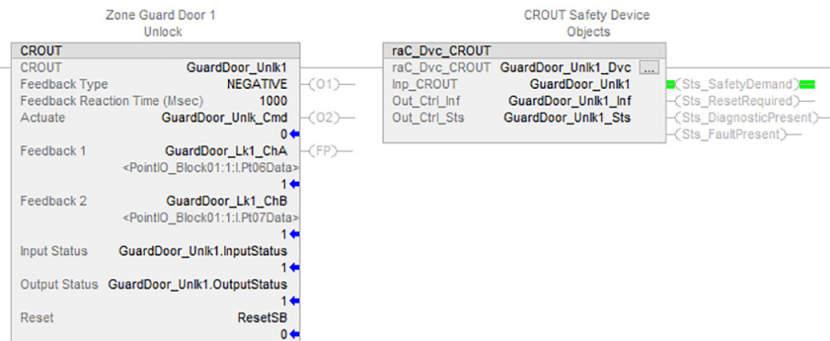 Zone Guard Door 1
Unlock
CROUT
CROUT GuardDoor_Unlk1
Feedback Type NEGATIVE (O1)
Feedback Reaction Time (Msec) 1000
Actuate GuardDoor_Unlk_Cmd (O2)
0
Feedback 1 GuardDoor_Lk1_ChA (FP)
<PointIO_Block01:1:I.Pt06Data>
1
Feedback 2 GuardDoor_Lk1_ChB
<PointIO_Block01:1:I.Pt07Data>
1
Input Status GuardDoor_Unlk1.InputStatus
1
Output Status GuardDoor_Unlk1.OutputStatus
1
Reset ResetSB
0
CROUT Safety Device
Objects
raC_Dvc_CROUT
raC_Dvc_CROUT GuardDoor_Unlk1_Dvc ...
Inp_CROUT GuardDoor_Unlk1 (Sts_SafetyDemand)
Out_Ctrl_Inf GuardDoor_Unlk1_Inf (Sts_ResetRequired)
Out_Ctrl_Sts GuardDoor_Unlk1_Sts (Sts_DiagnosticPresent)
(Sts_FaultPresent)